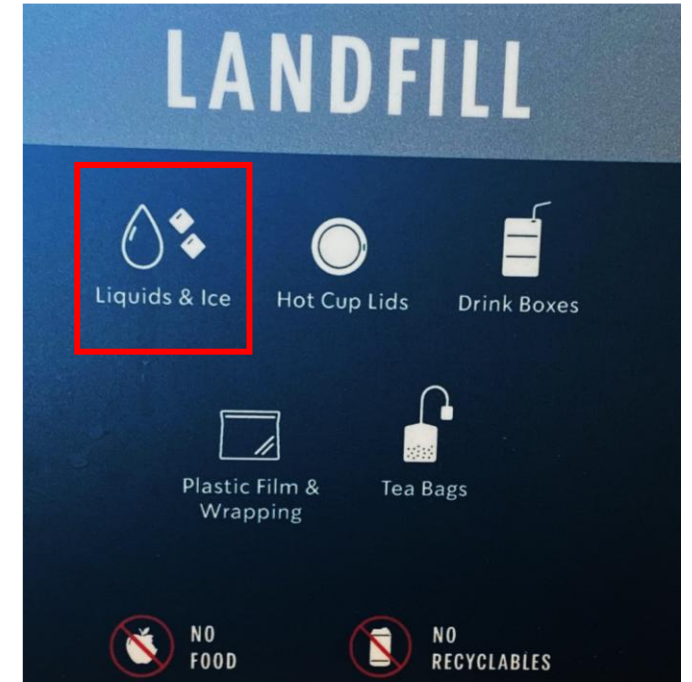 LANDFILL
Liquids & Ice
Hot Cup Lids
Drink Boxes
Plastic Film &
Wrapping
Tea Bags
NO
FOOD
NO
RECYCLABLES